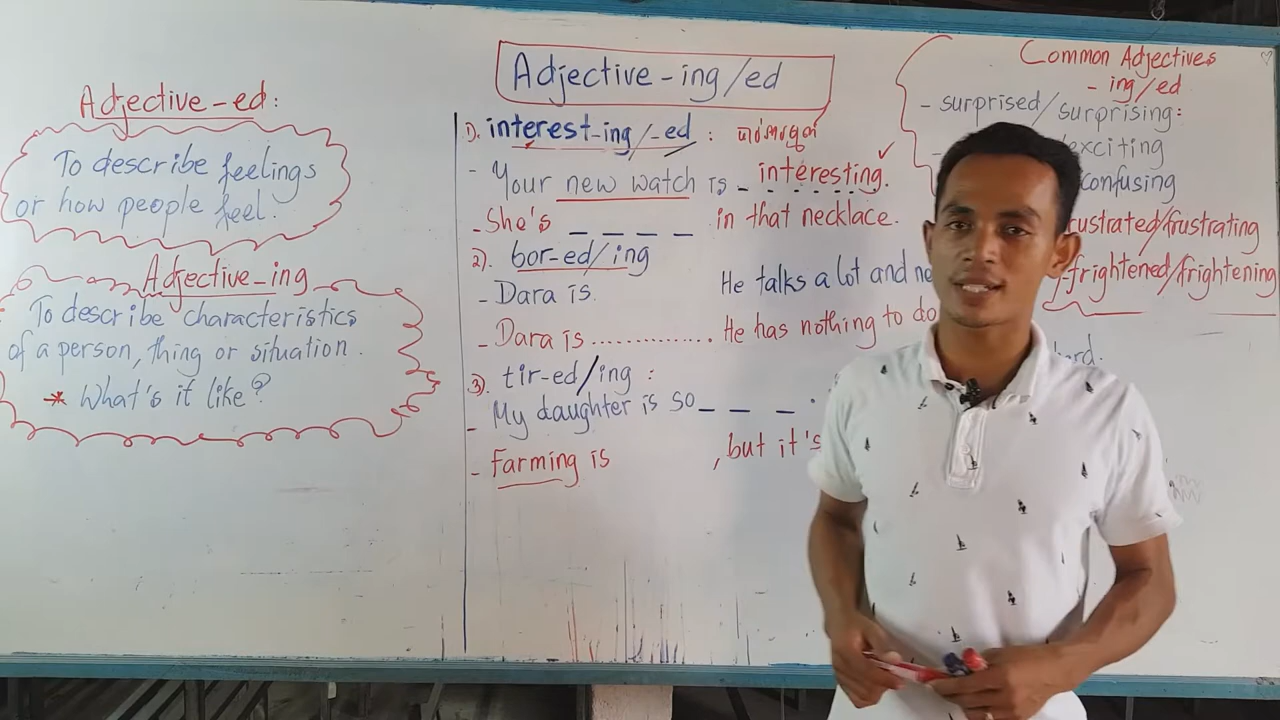 Adjective-ed:
To describe feelings
or how people feel.
Adjective-ing
To describe characteristics
of a person, thing or situation.
* What's it like?
Adjective-ing/ed
1). interest-ing/-ed :
- Your new watch is - interesting. ✓
- She's _ _ _ _ in that necklace.
2). bor-ed/ing
- Dara is. He talks a lot and
- Dara is .............. He has nothing to do
3). tir-ed/ing :
- My daughter is so _ _ _
- Farming is , but it's
Common Adjectives
- ing/ed
- surprised/surprising:
exciting
confusing
rustrated/frustrating
frightened/frightening